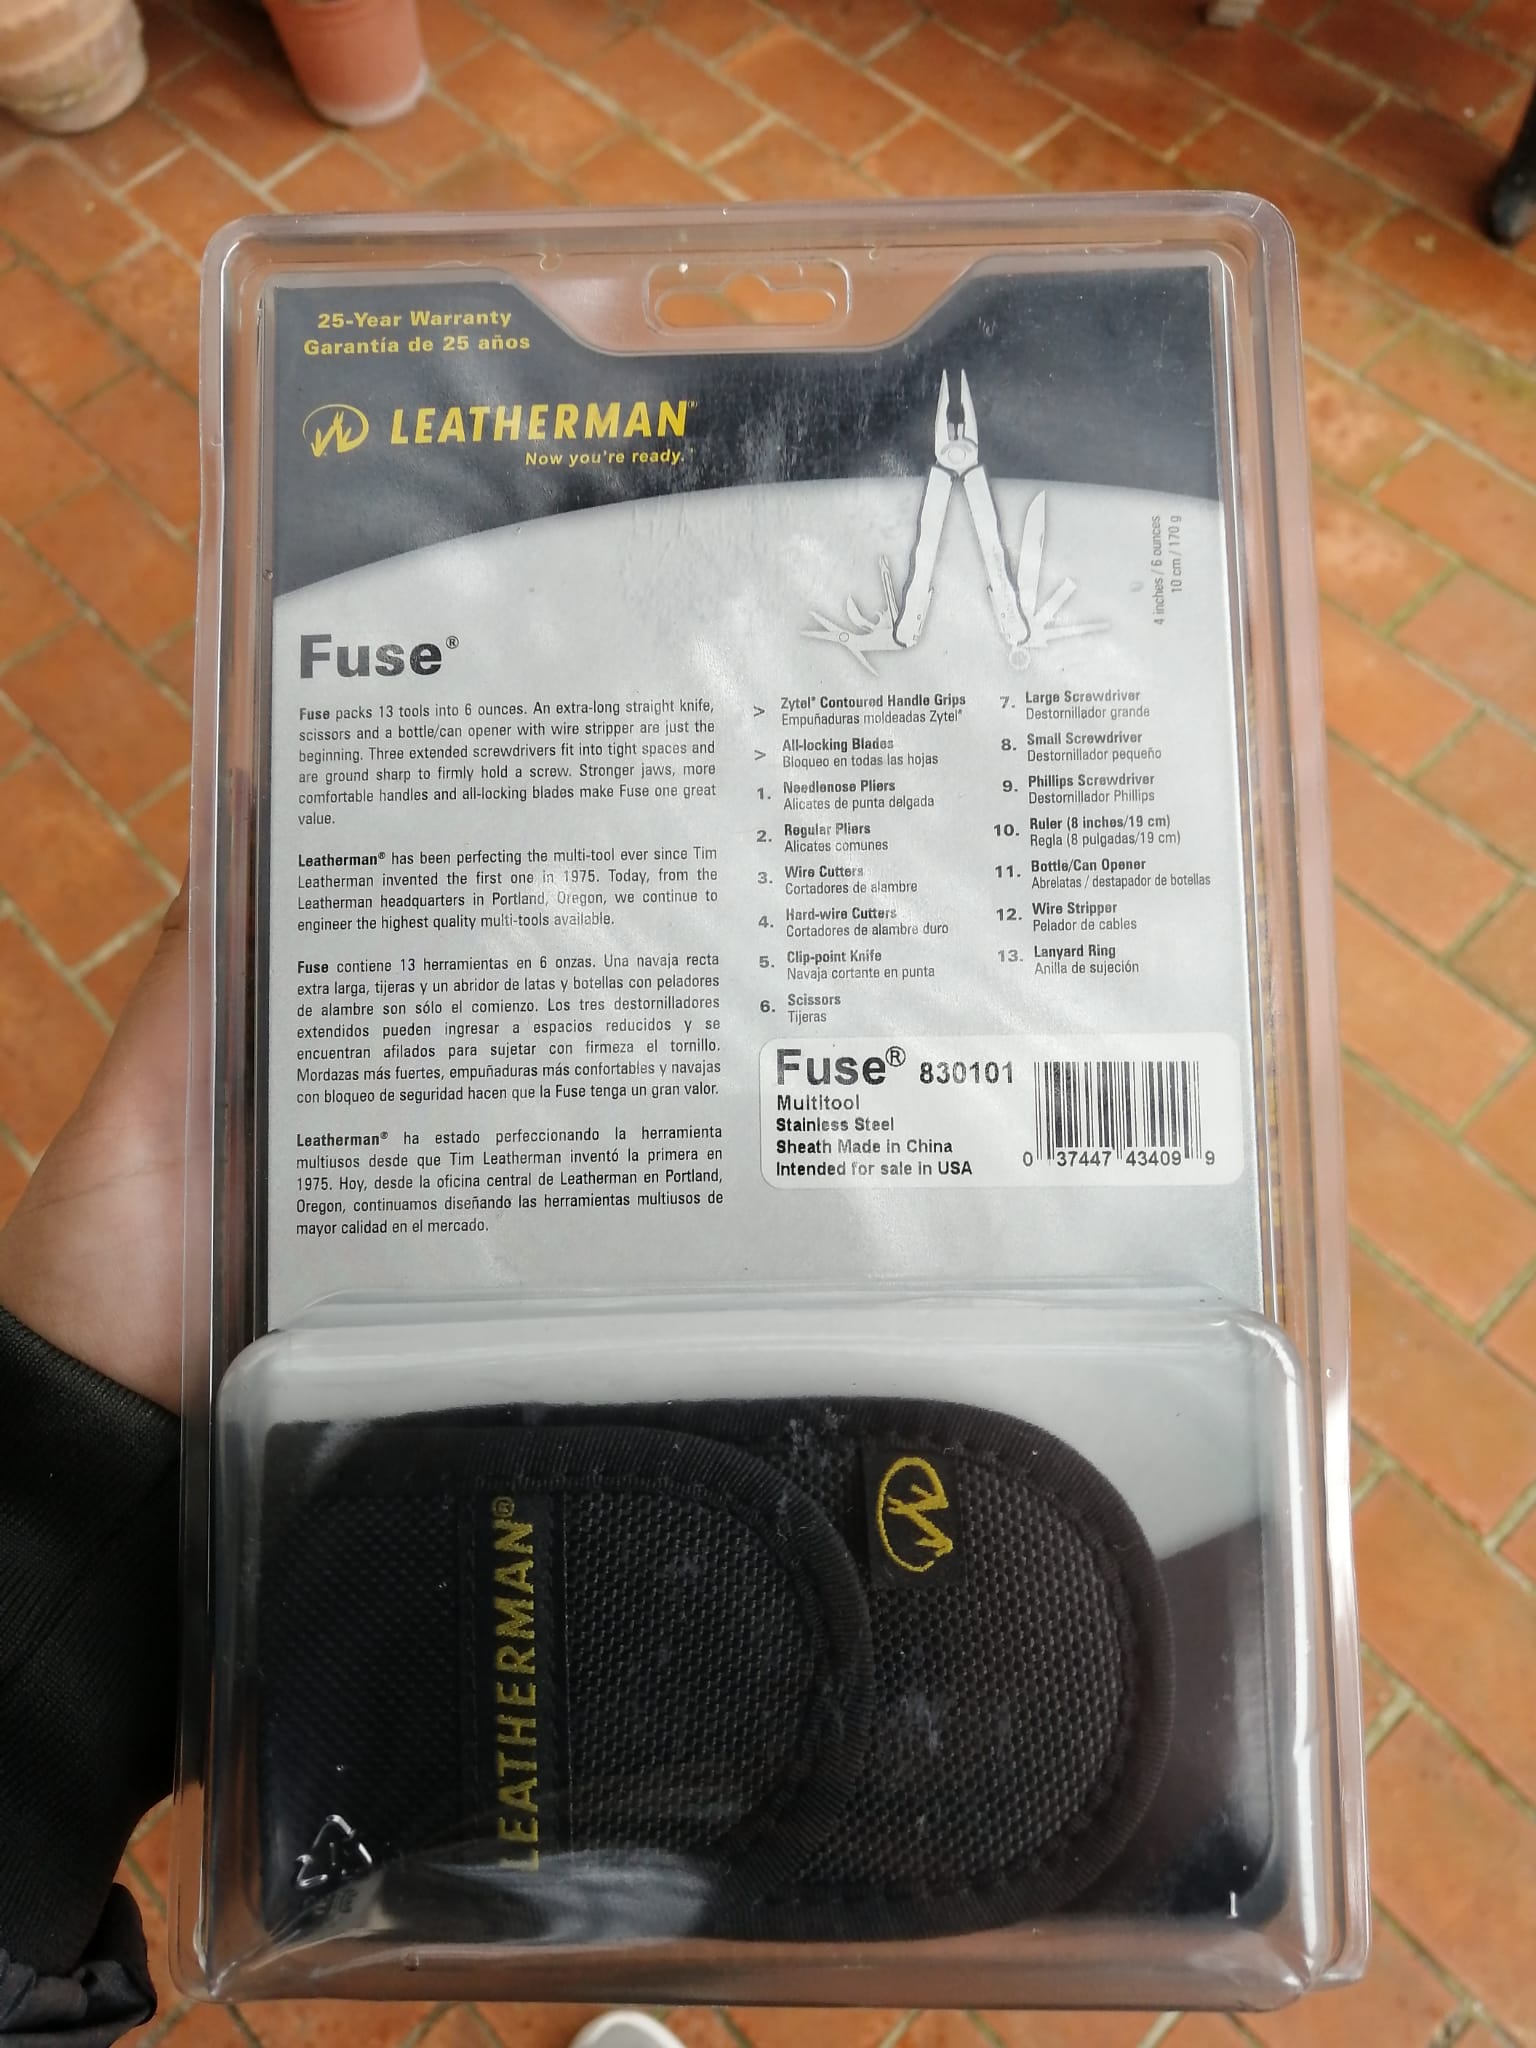 25-Year Warranty
Garantía de 25 años
LEATHERMAN®
Now you're ready.
4 inches / 6 ounces
10 cm / 170 g
Fuse®
Fuse packs 13 tools into 6 ounces. An extra-long straight knife,
scissors and a bottle/can opener with wire stripper are just the
beginning. Three extended screwdrivers fit into tight spaces and
are ground sharp to firmly hold a screw. Stronger jaws, more
comfortable handles and all-locking blades make Fuse one great
value.
Leatherman® has been perfecting the multi-tool ever since Tim
Leatherman invented the first one in 1975. Today, from the
Leatherman headquarters in Portland, Oregon, we continue to
engineer the highest quality multi-tools available.
Fuse contiene 13 herramientas en 6 onzas. Una navaja recta
extra larga, tijeras y un abridor de latas y botellas con peladores
de alambre son sólo el comienzo. Los tres destornilladores
extendidos pueden ingresar a espacios reducidos y se
encuentran afilados para sujetar con firmeza el tornillo.
Mordazas más fuertes, empuñaduras más confortables y navajas
con bloqueo de seguridad hacen que la Fuse tenga un gran valor.
Leatherman® ha estado perfeccionando la herramienta
multiusos desde que Tim Leatherman inventó la primera en
1975. Hoy, desde la oficina central de Leatherman en Portland,
Oregon, continuamos diseñando las herramientas multiusos de
mayor calidad en el mercado.
> Zytel® Contoured Handle Grips
Empuñaduras moldeadas Zytel®
> All-locking Blades
Bloqueo en todas las hojas
1. Needlenose Pliers
Alicates de punta delgada
2. Regular Pliers
Alicates comunes
3. Wire Cutters
Cortadores de alambre
4. Hard-wire Cutters
Cortadores de alambre duro
5. Clip-point Knife
Navaja cortante en punta
6. Scissors
Tijeras
7. Large Screwdriver
Destornillador grande
8. Small Screwdriver
Destornillador pequeño
9. Phillips Screwdriver
Destornillador Phillips
10. Ruler (8 inches/19 cm)
Regla (8 pulgadas/19 cm)
11. Bottle/Can Opener
Abrelatas / destapador de botellas
12. Wire Stripper
Pelador de cables
13. Lanyard Ring
Anilla de sujeción
Fuse® 830101
Multitool
Stainless Steel
Sheath Made in China
Intended for sale in USA
0 37447 43409 9
LEATHERMAN®